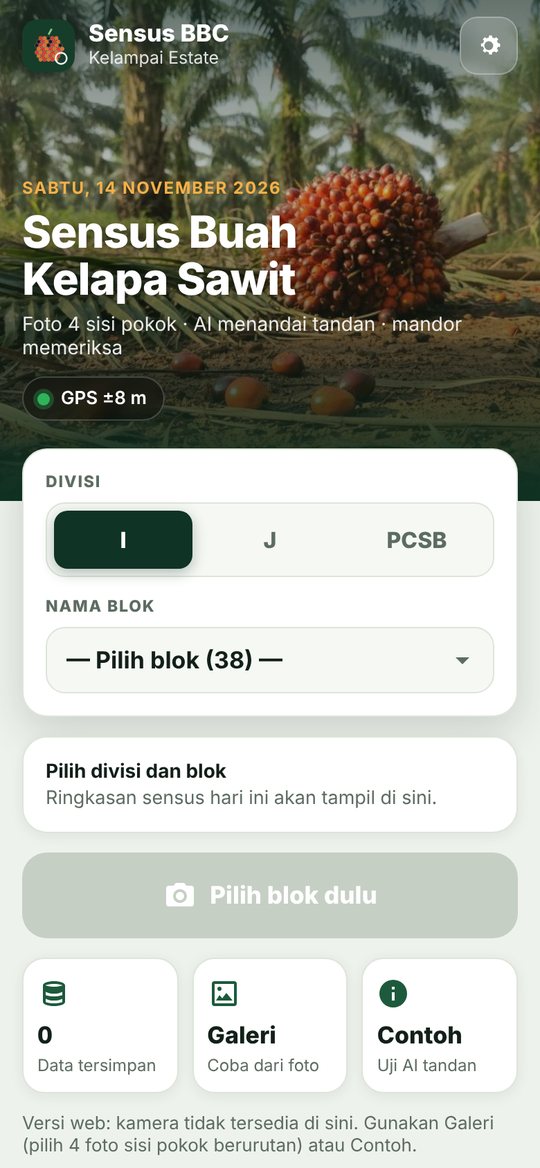 Sensus BBC
Kelampai Estate
SABTU, 14 NOVEMBER 2026
Sensus Buah
Kelapa Sawit
Foto 4 sisi pokok · AI menandai tandan · mandor
memeriksa
GPS ±8 m
DIVISI
I
J
PCSB
NAMA BLOK
— Pilih blok (38) —
Pilih divisi dan blok
Ringkasan sensus hari ini akan tampil di sini.
Pilih blok dulu
0
Data tersimpan
Galeri
Coba dari foto
Contoh
Uji AI tandan
Versi web: kamera tidak tersedia di sini. Gunakan Galeri
(pilih 4 foto sisi pokok berurutan) atau Contoh.